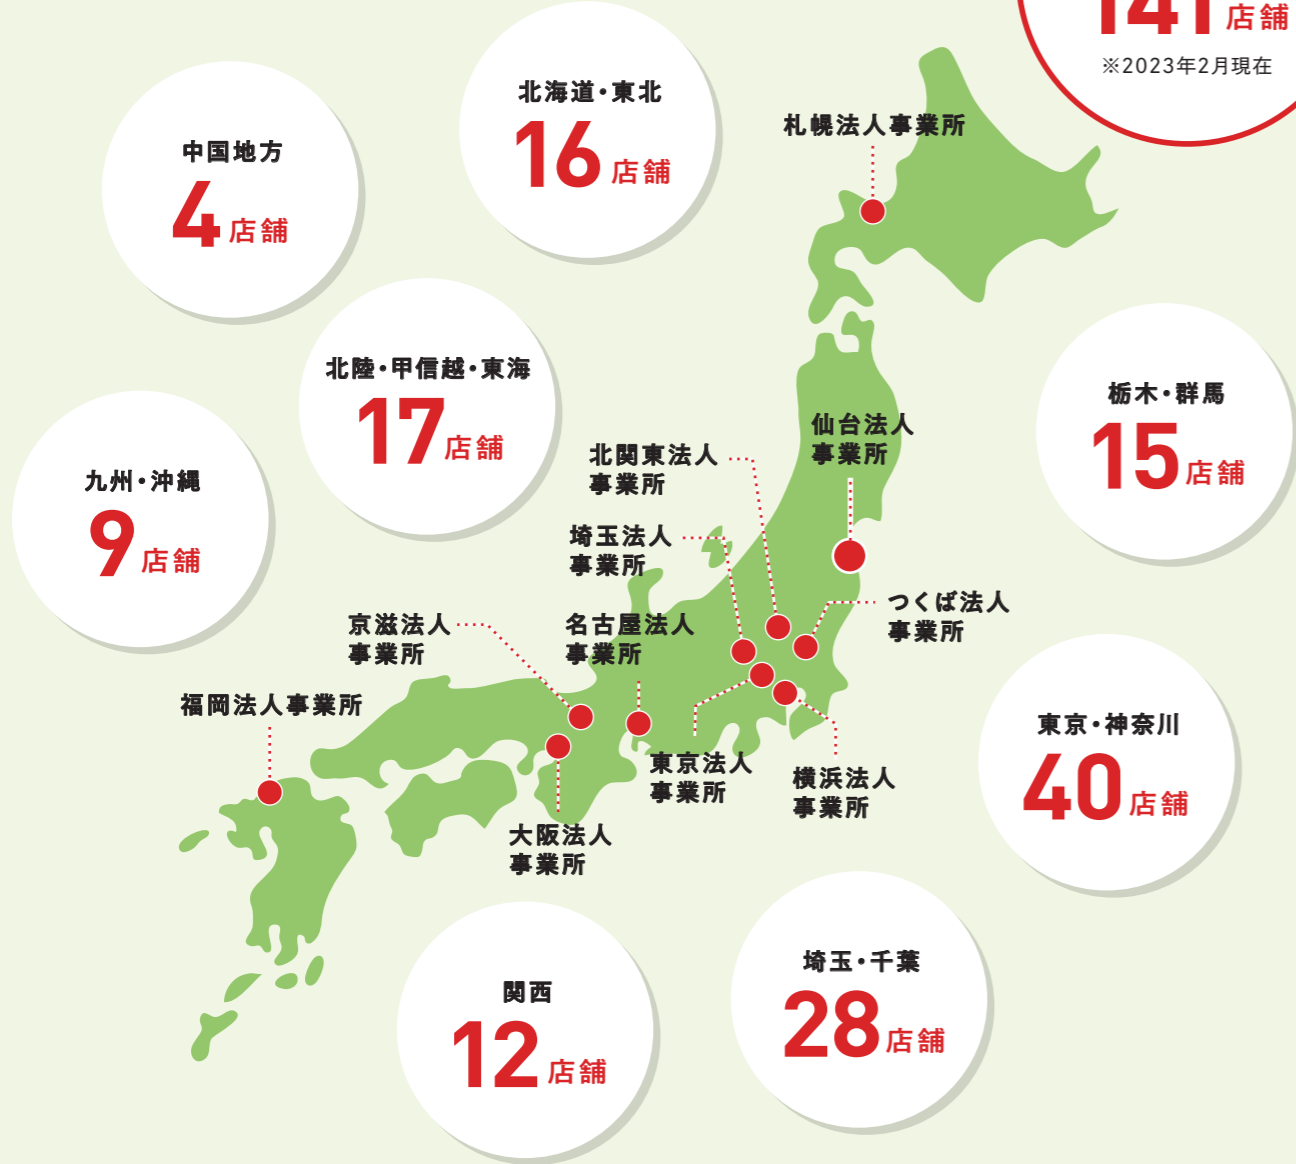 141店舗
※2023年2月現在
北海道・東北
16店舗
中国地方
4店舗
札幌法人事業所
北陸・甲信越・東海
17店舗
栃木・群馬
15店舗
九州・沖縄
9店舗
仙台法人
事業所
北関東法人
事業所
埼玉法人
事業所
つくば法人
事業所
京滋法人
事業所
名古屋法人
事業所
福岡法人事業所
東京法人
事業所
横浜法人
事業所
大阪法人
事業所
東京・神奈川
40店舗
埼玉・千葉
28店舗
関西
12店舗